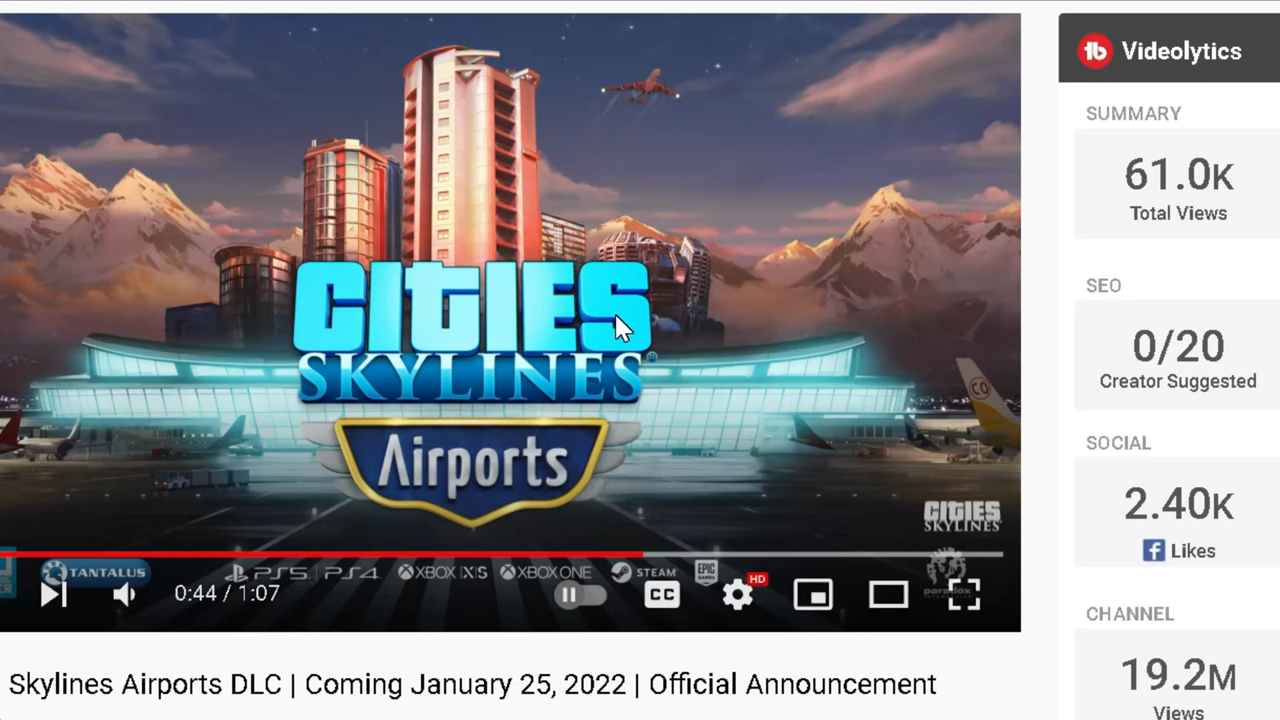 CITIES
SKYLINES
Airports
CITIES
SKYLINES
TANTALUS
PS5 | PS4
XBOX X|S
XBOX ONE
STEAM
EPIC
GAMES
paradox
0:44 / 1:07
CC
HD
CO
Skylines Airports DLC | Coming January 25, 2022 | Official Announcement
tb Videolytics
SUMMARY
61.0K
Total Views
SEO
0/20
Creator Suggested
SOCIAL
2.40K
f Likes
CHANNEL
19.2M
Views